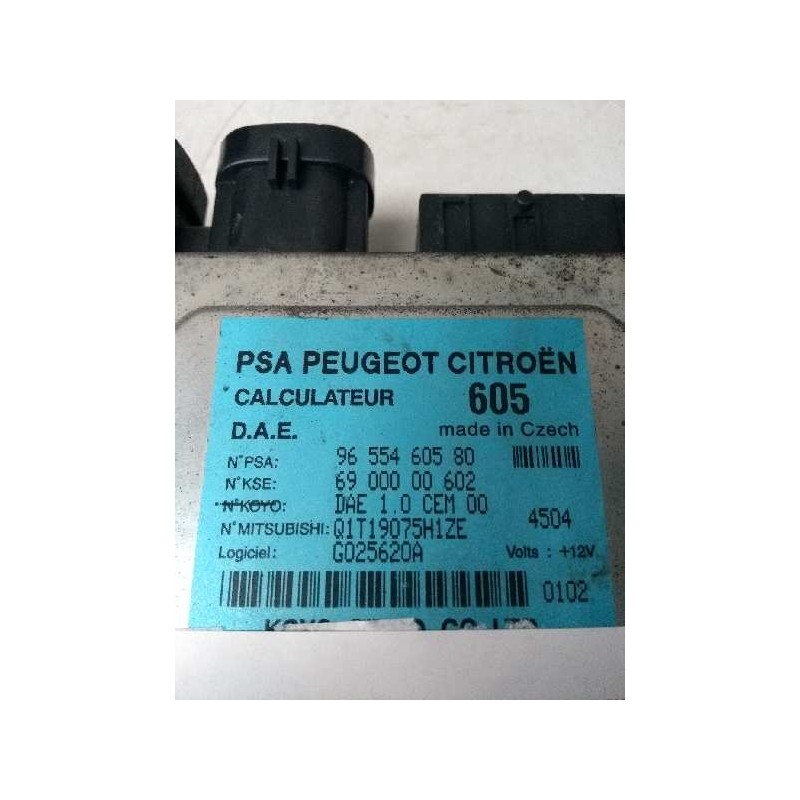 PSA PEUGEOT CITROËN
CALCULATEUR 605
D.A.E. made in Czech
N°PSA: 96 554 605 80
N°KSE: 69 000 00 602
N°KOYO: DAE 1.0 CEM 00
N°MITSUBISHI: Q1T19075H1ZE 4504
Logiciel: G025620A Volts : +12V
0102